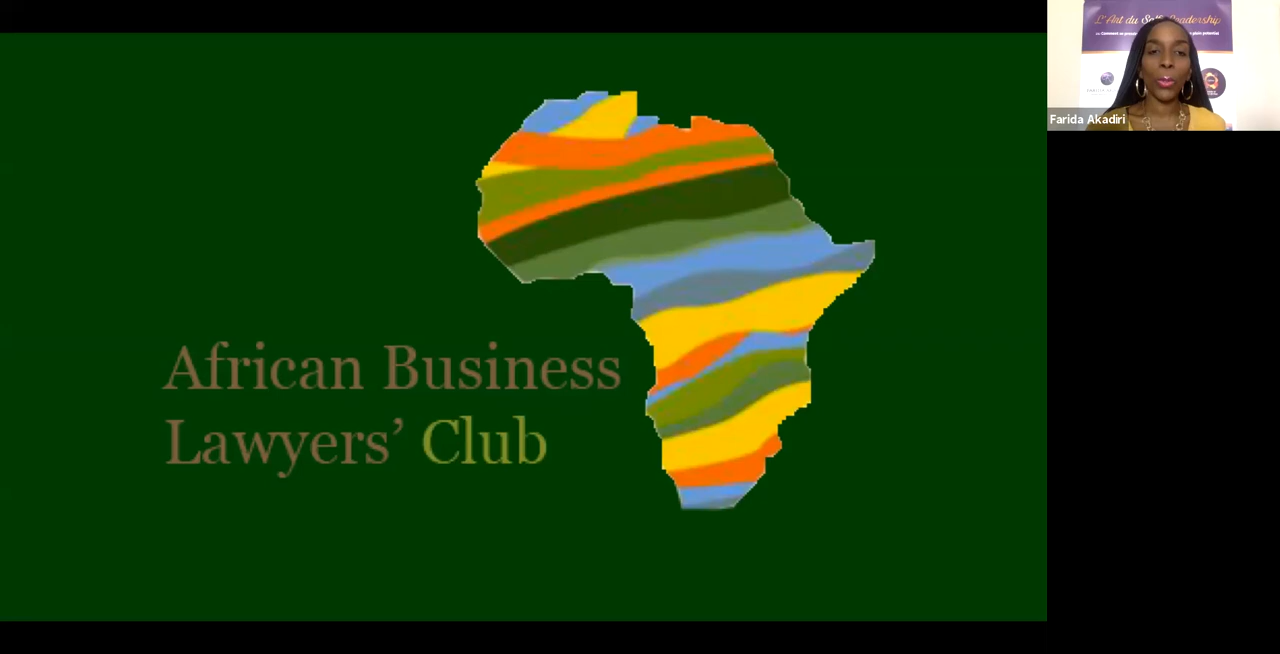 African Business
Lawyers’ Club
L'Art du Self Leadership
Farida Akadiri